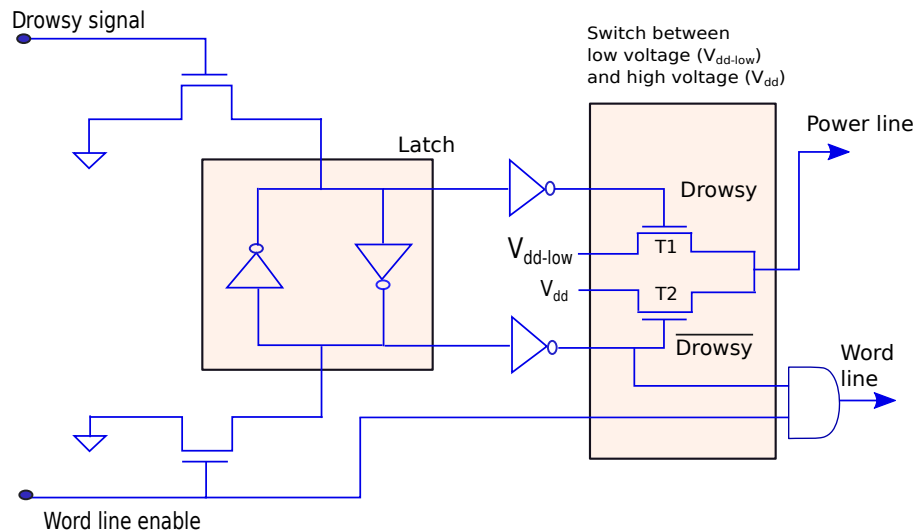 Drowsy signal
Switch between
low voltage (Vdd-low)
and high voltage (Vdd)
Power line
Latch
Drowsy
Vdd-low
T1
Vdd
T2
Drowsy
Word
line
Word line enable